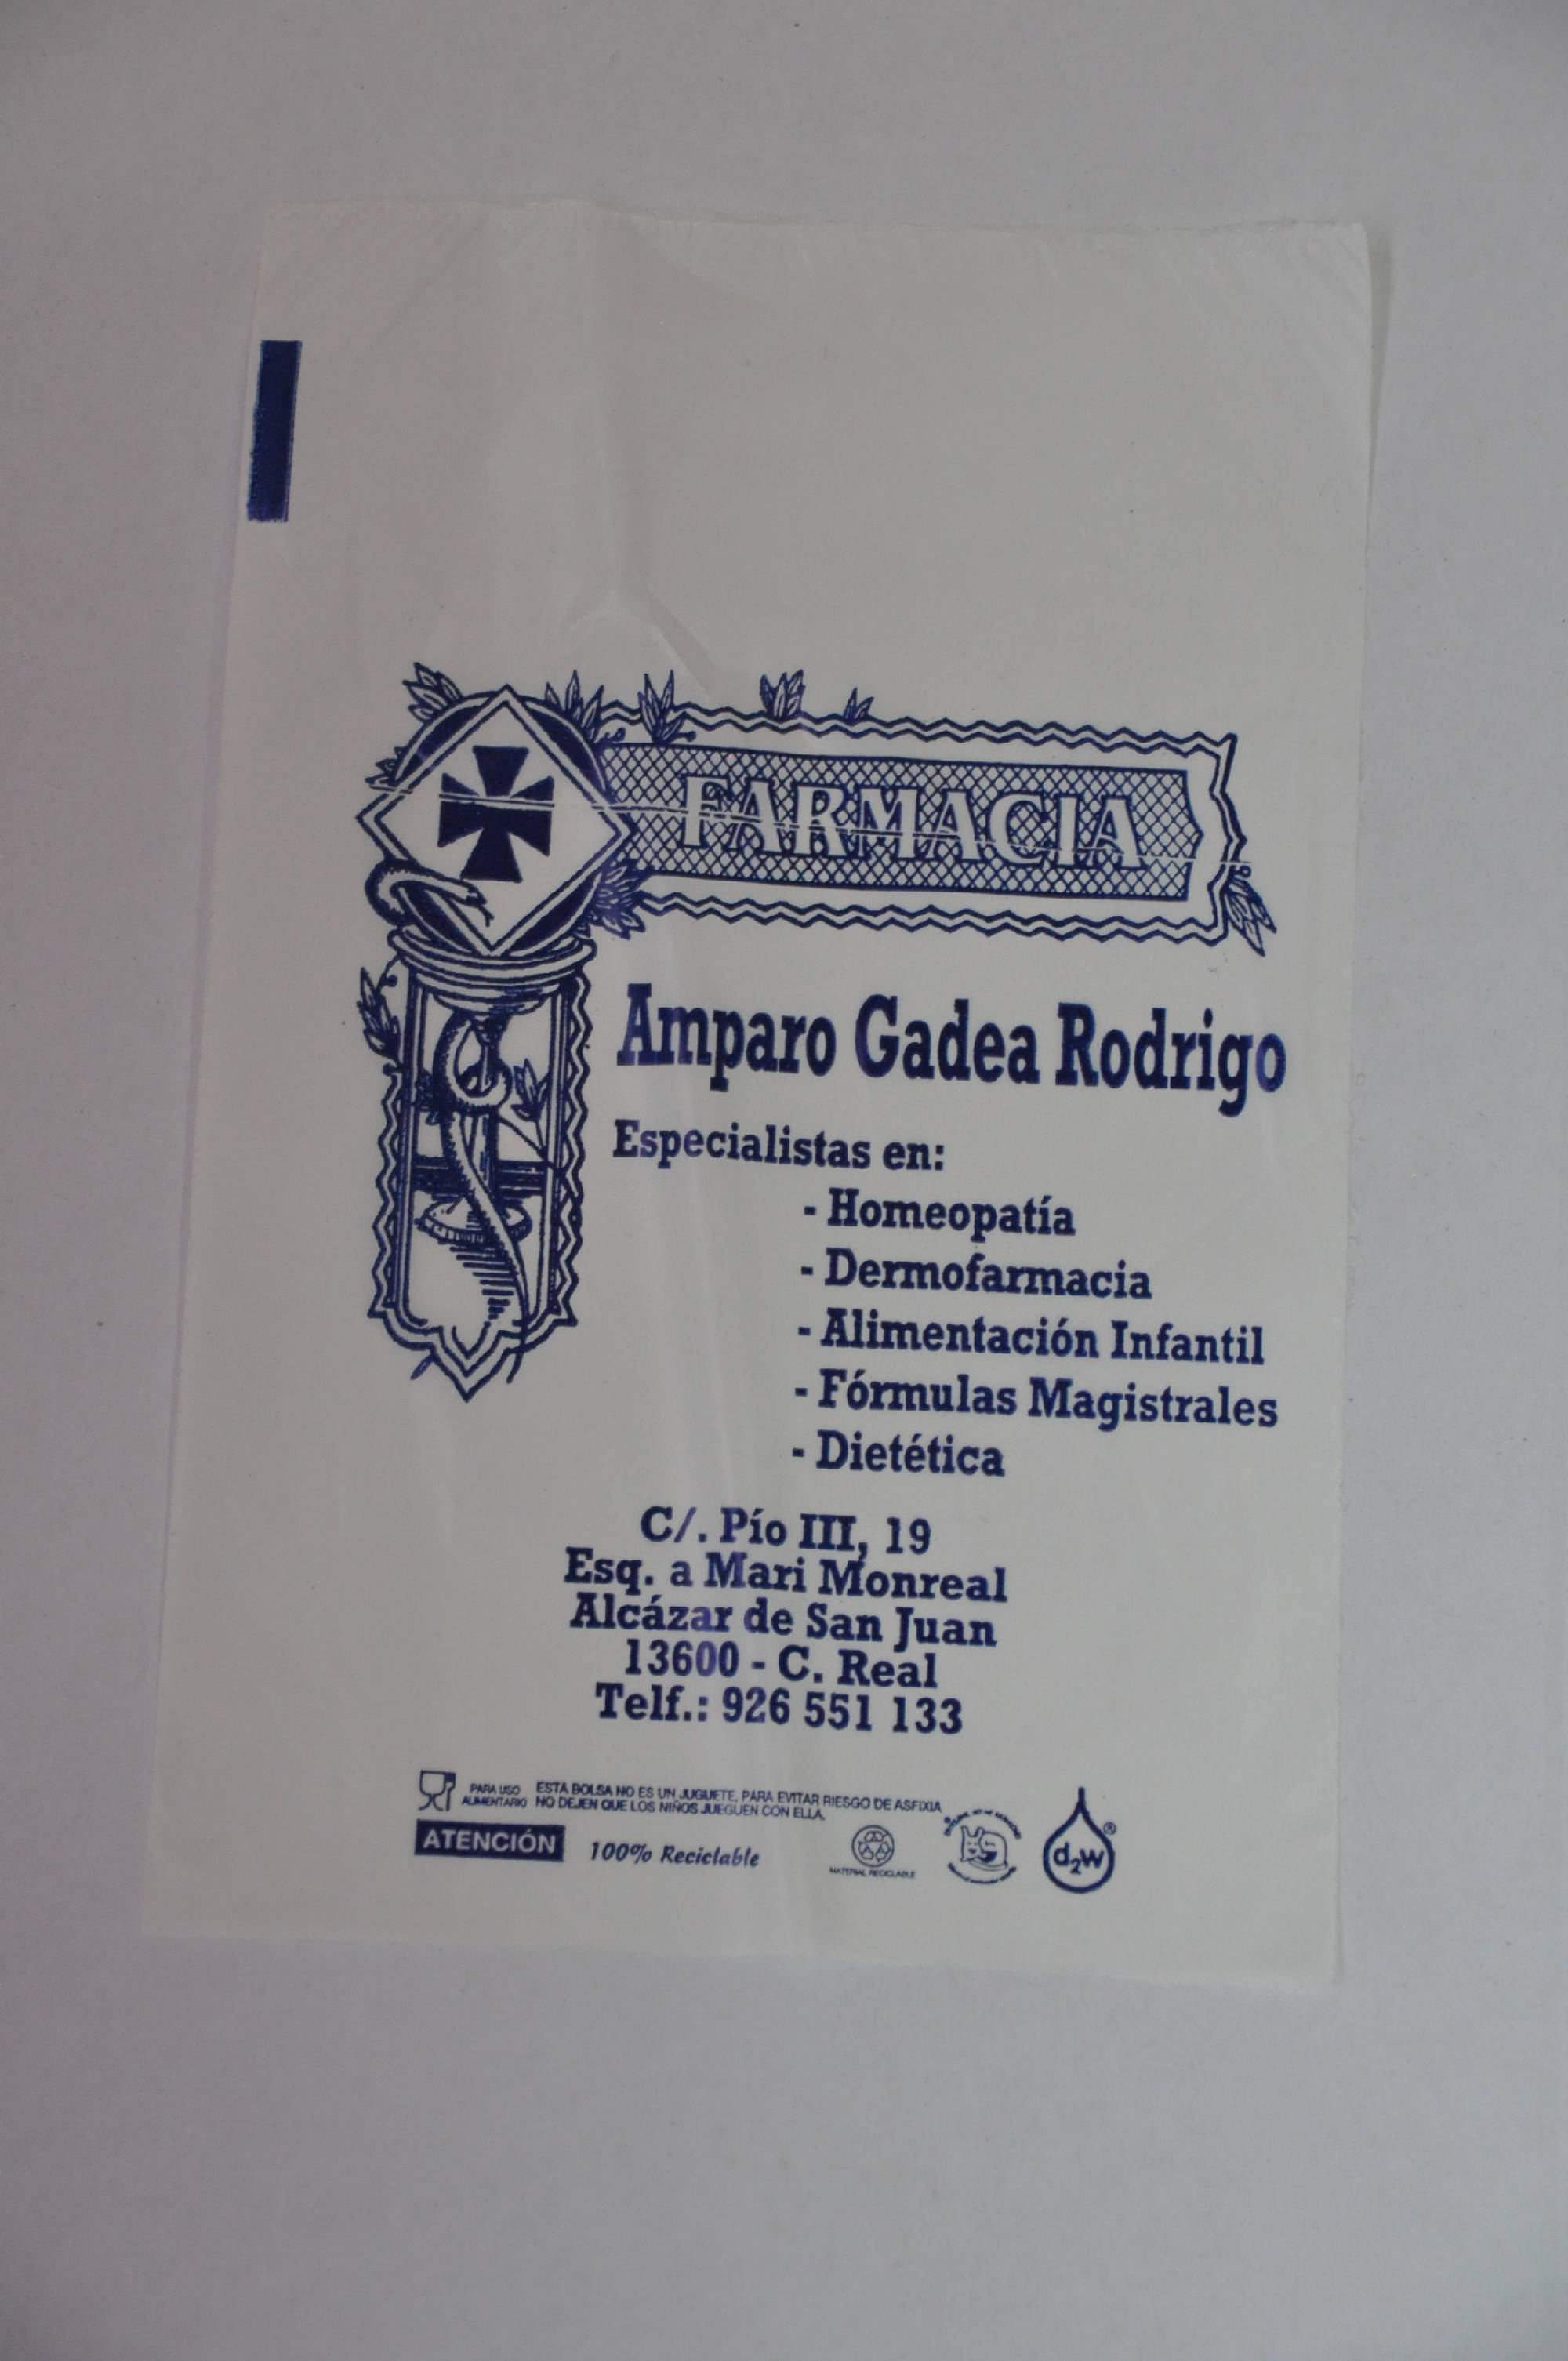 FARMACIA
Amparo Gadea Rodrigo
Especialistas en:
- Homeopatía
- Dermofarmacia
- Alimentación Infantil
- Fórmulas Magistrales
- Dietética
C/. Pío III, 19
Esq. a Mari Monreal
Alcázar de San Juan
13600 - C. Real
Telf.: 926 551 133
PARA USO
ALIMENTARIO
ESTA BOLSA NO ES UN JUGUETE, PARA EVITAR RIESGO DE ASFIXIA
NO DEJEN QUE LOS NIÑOS JUEGUEN CON ELLA.
ATENCIÓN
100% Reciclable
MATERIAL RECICLABLE
d2w®